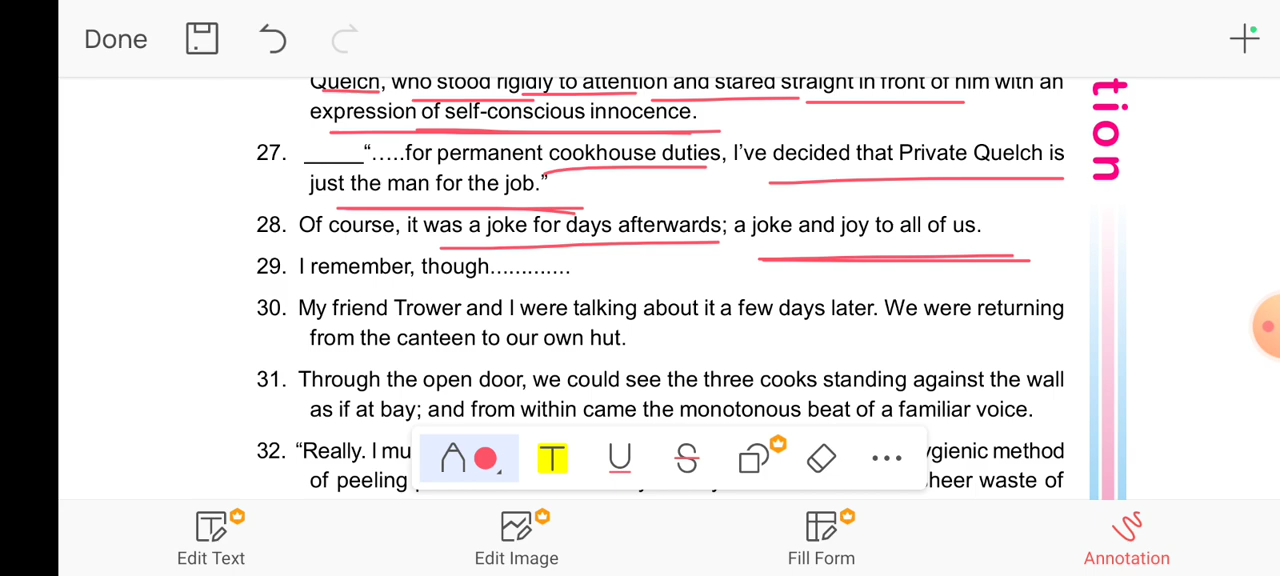 Done
Quelch, who stood rigidly to attention and stared straight in front of him with an
expression of self-conscious innocence.
27. _____“…..for permanent cookhouse duties, I’ve decided that Private Quelch is
just the man for the job.”
28. Of course, it was a joke for days afterwards; a joke and joy to all of us.
29. I remember, though.............
30. My friend Trower and I were talking about it a few days later. We were returning
from the canteen to our own hut.
31. Through the open door, we could see the three cooks standing against the wall
as if at bay; and from within came the monotonous beat of a familiar voice.
32. “Really. I mu ygienic method
of peeling heer waste of
tion
A T U S
Edit Text
Edit Image
Fill Form
Annotation